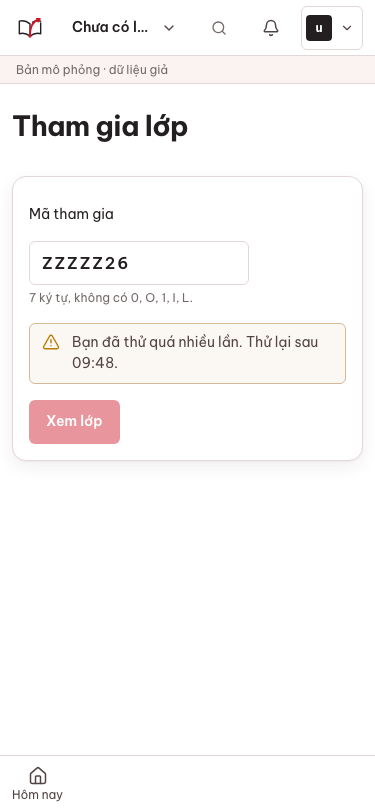 Chưa có l...
u
Bản mô phỏng · dữ liệu giả
Tham gia lớp
Mã tham gia
ZZZZZ26
7 ký tự, không có 0, O, 1, I, L.
Bạn đã thử quá nhiều lần. Thử lại sau
09:48.
Xem lớp
Hôm nay